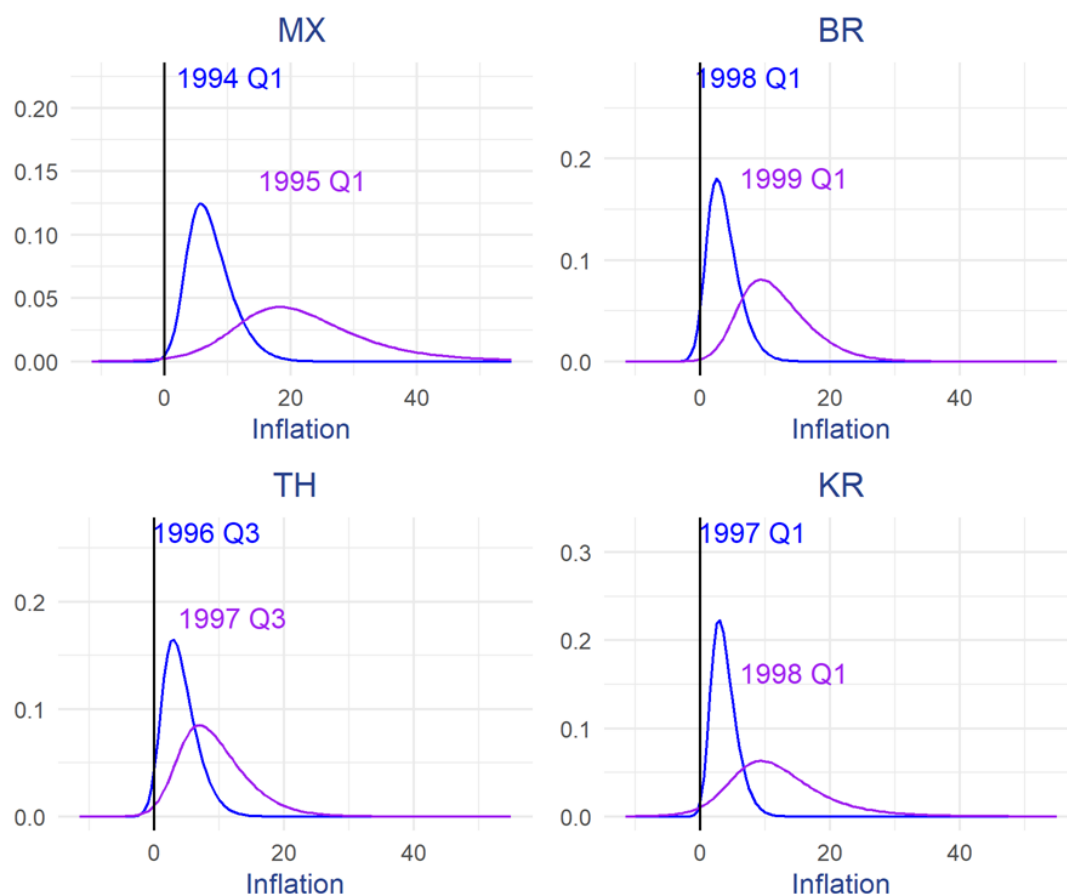 MX
1994 Q1
1995 Q1
0.20
0.15
0.10
0.05
0.00
0
20
40
Inflation
BR
1998 Q1
1999 Q1
0.2
0.1
0.0
0
20
40
Inflation
TH
1996 Q3
1997 Q3
0.2
0.1
0.0
0
20
40
Inflation
KR
1997 Q1
1998 Q1
0.3
0.2
0.1
0.0
0
20
40
Inflation